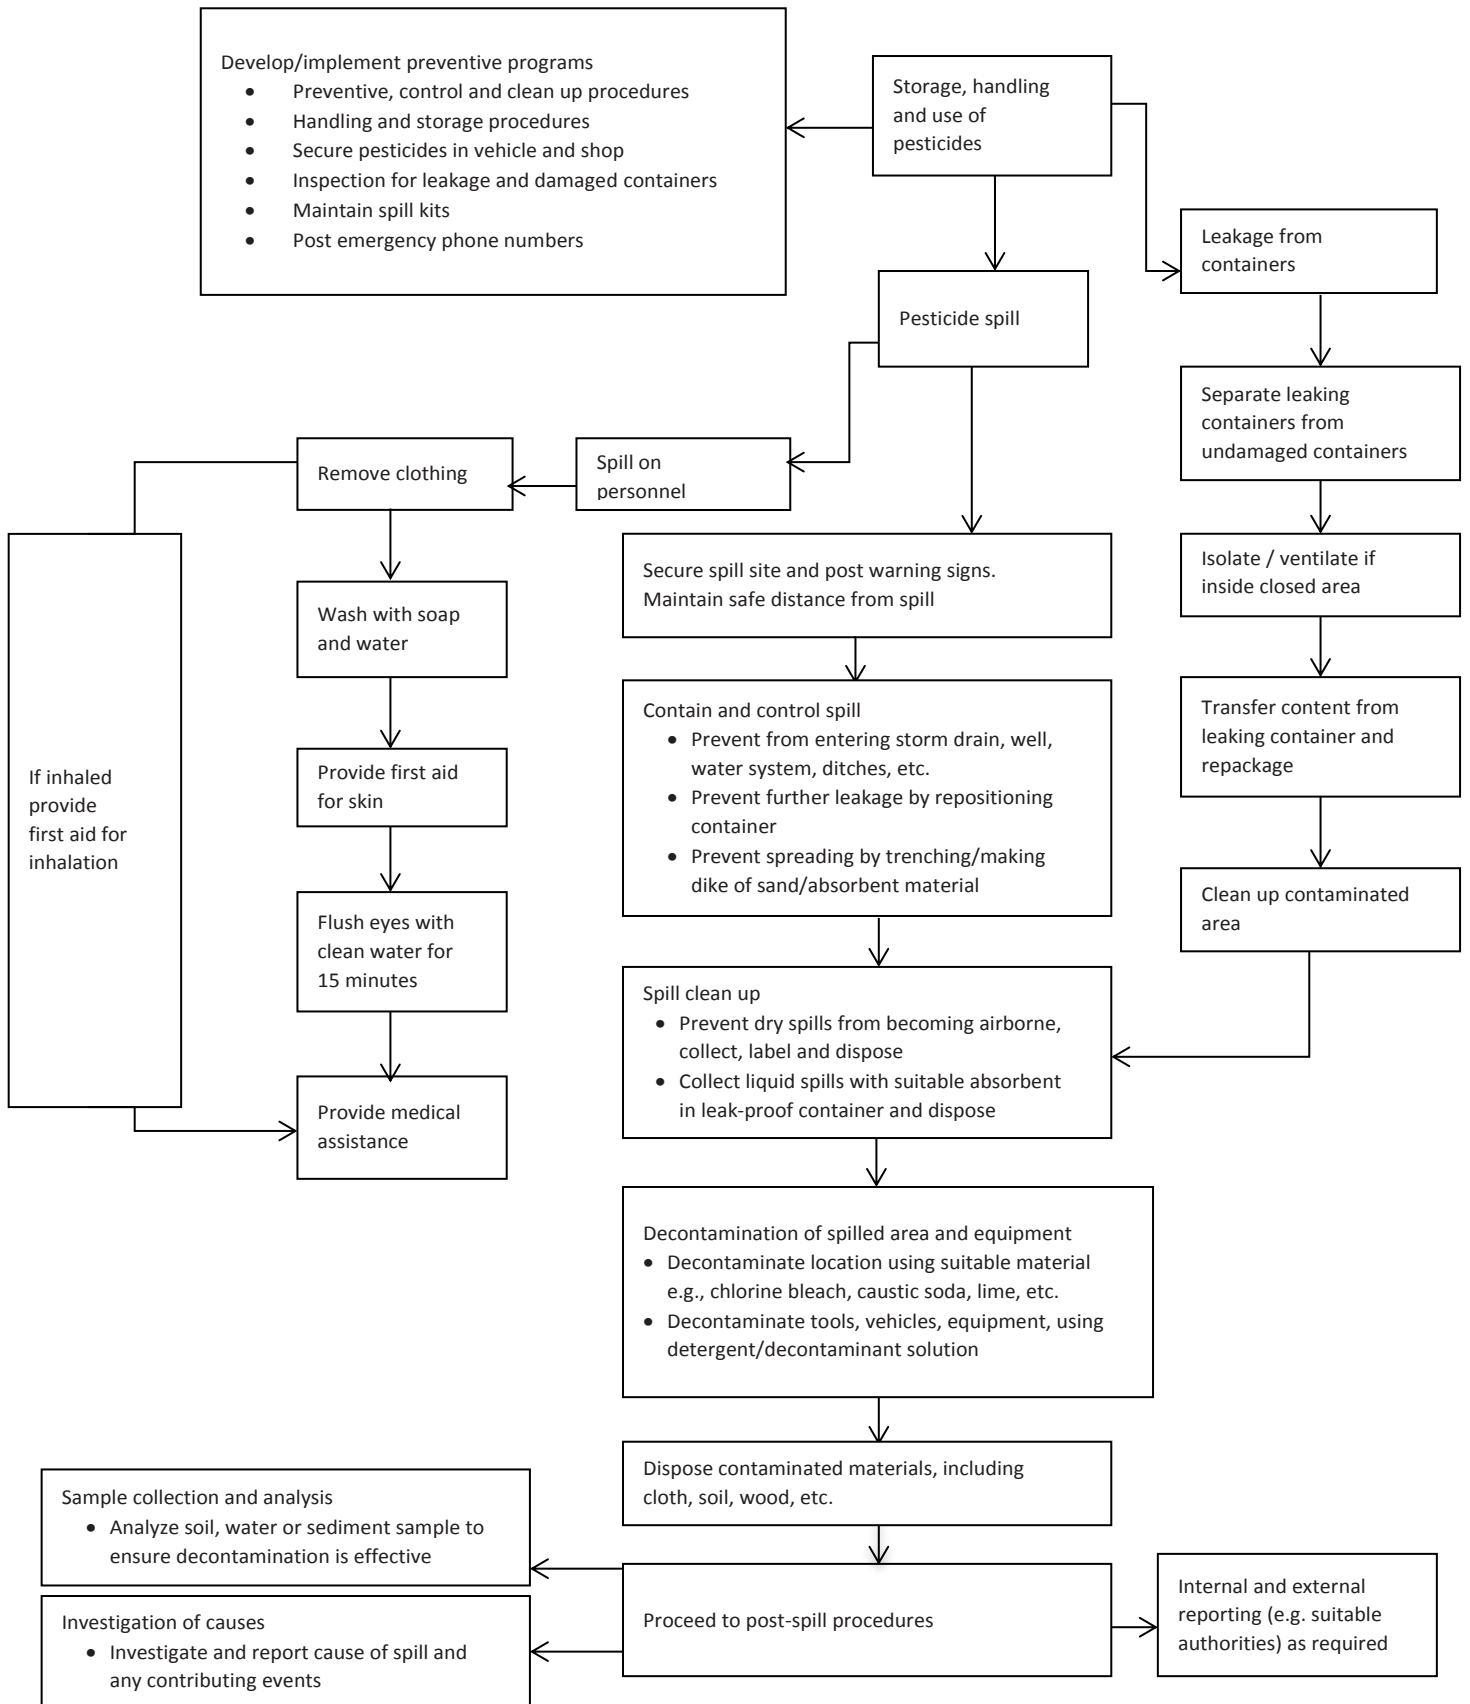 Develop/implement preventive programs
• Preventive, control and clean up procedures
• Handling and storage procedures
• Secure pesticides in vehicle and shop
• Inspection for leakage and damaged containers
• Maintain spill kits
• Post emergency phone numbers
Storage, handling
and use of
pesticides
Leakage from
containers
Pesticide spill
Separate leaking
containers from
undamaged containers
Remove clothing
Spill on
personnel
Isolate / ventilate if
inside closed area
Secure spill site and post warning signs.
Maintain safe distance from spill
Wash with soap
and water
Transfer content from
leaking container and
repackage
Contain and control spill
• Prevent from entering storm drain, well,
water system, ditches, etc.
• Prevent further leakage by repositioning
container
• Prevent spreading by trenching/making
dike of sand/absorbent material
If inhaled
provide
first aid for
inhalation
Provide first aid
for skin
Clean up contaminated
area
Flush eyes with
clean water for
15 minutes
Spill clean up
• Prevent dry spills from becoming airborne,
collect, label and dispose
• Collect liquid spills with suitable absorbent
in leak-proof container and dispose
Provide medical
assistance
Decontamination of spilled area and equipment
• Decontaminate location using suitable material
e.g., chlorine bleach, caustic soda, lime, etc.
• Decontaminate tools, vehicles, equipment, using
detergent/decontaminant solution
Dispose contaminated materials, including
cloth, soil, wood, etc.
Sample collection and analysis
• Analyze soil, water or sediment sample to
ensure decontamination is effective
Proceed to post-spill procedures
Internal and external
reporting (e.g. suitable
authorities) as required
Investigation of causes
• Investigate and report cause of spill and
any contributing events